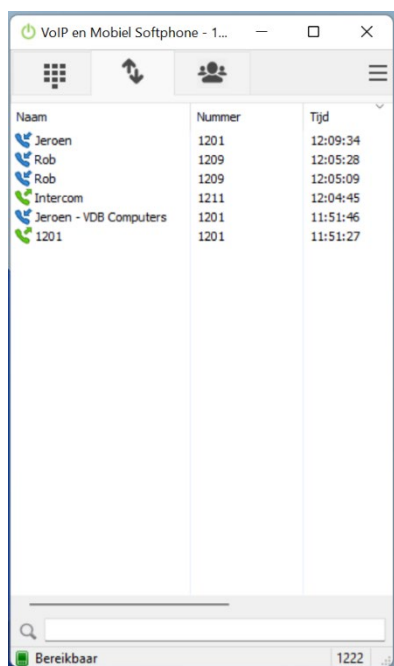 VoIP en Mobiel Softphone - 1...
Naam Nummer Tijd
Jeroen 1201 12:09:34
Rob 1209 12:05:28
Rob 1209 12:05:09
Intercom 1211 12:04:45
Jeroen - VDB Computers 1201 11:51:46
1201 1201 11:51:27
Bereikbaar 1222